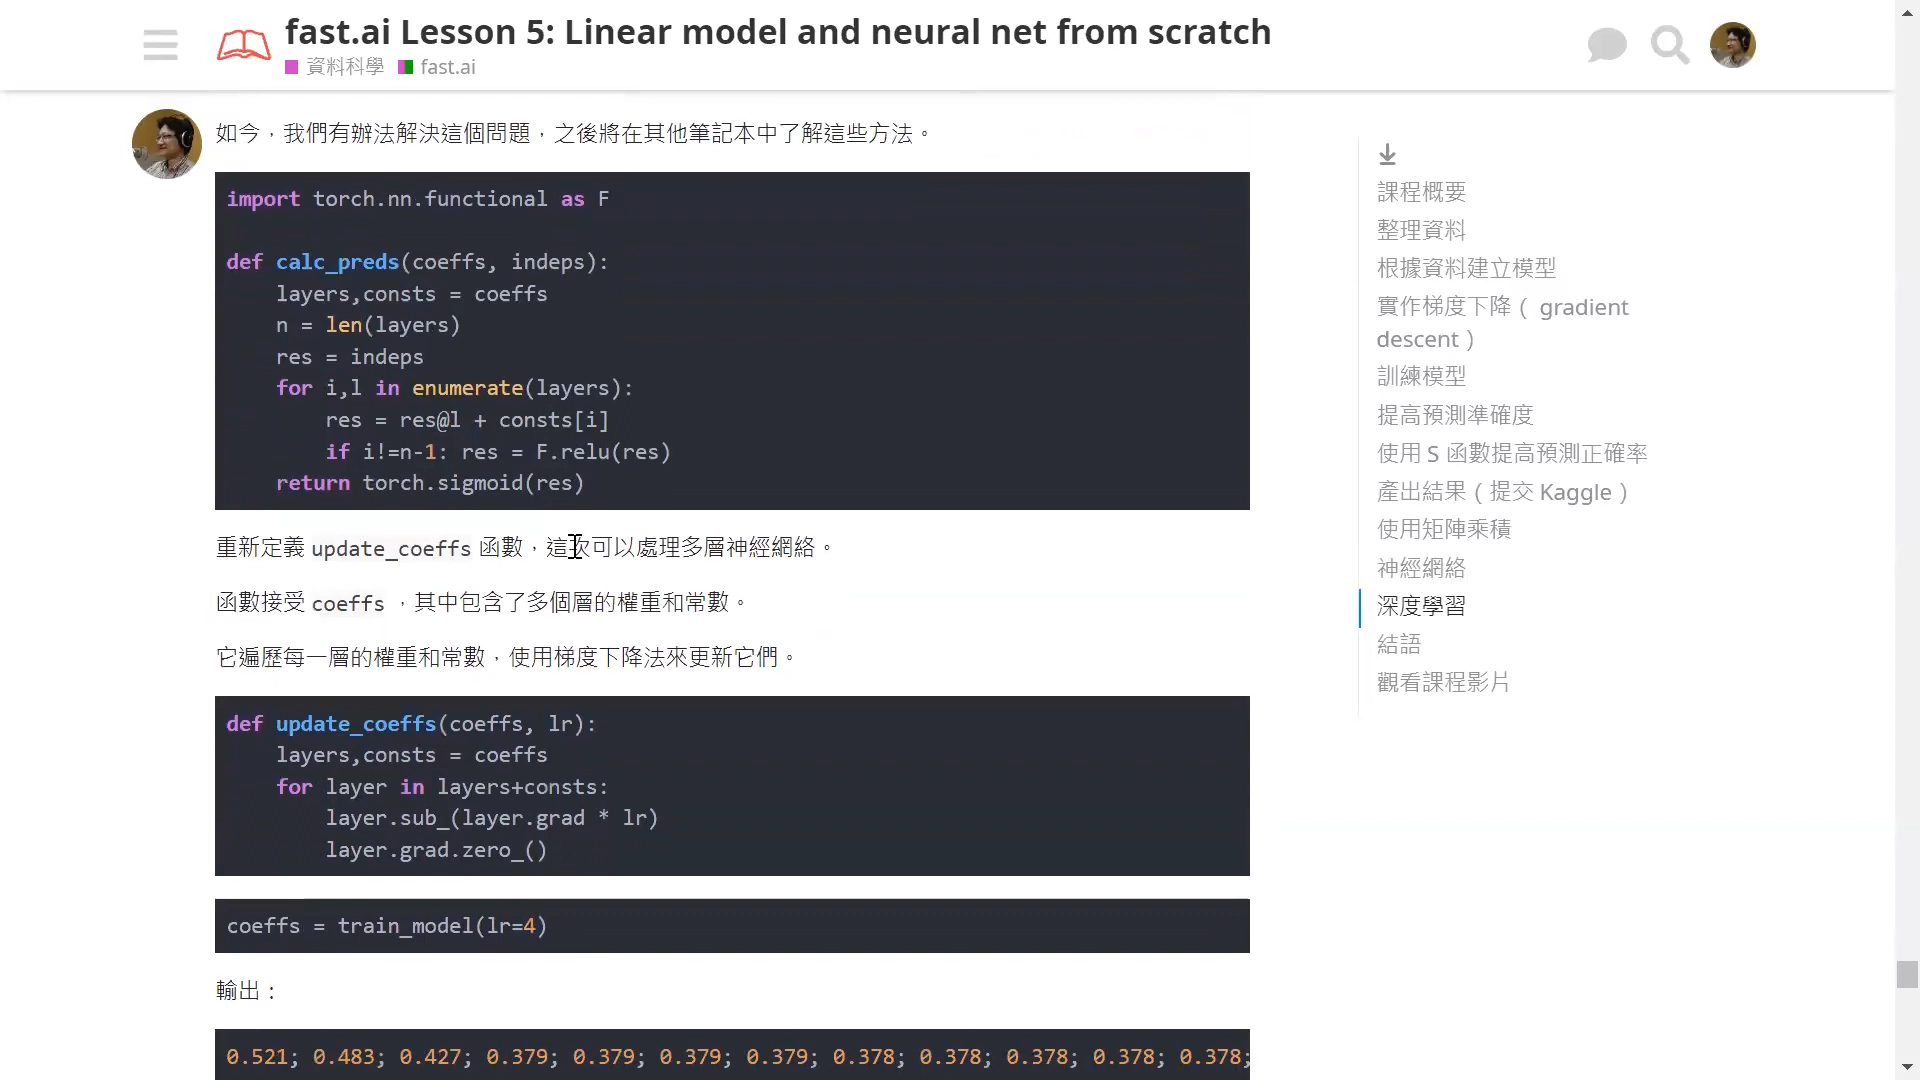 fast.ai Lesson 5: Linear model and neural net from scratch
資料科學 fast.ai
如今，我們有辦法解決這個問題，之後將在其他筆記本中了解這些方法。
import torch.nn.functional as F
def calc_preds(coeffs, indeps):
    layers,consts = coeffs
    n = len(layers)
    res = indeps
    for i,l in enumerate(layers):
        res = res@l + consts[i]
        if i!=n-1: res = F.relu(res)
    return torch.sigmoid(res)
重新定義 update_coeffs 函數，這次可以處理多層神經網絡。
函數接受 coeffs ，其中包含了多個層的權重和常數。
它遍歷每一層的權重和常數，使用梯度下降法來更新它們。
def update_coeffs(coeffs, lr):
    layers,consts = coeffs
    for layer in layers+consts:
        layer.sub_(layer.grad * lr)
        layer.grad.zero_()
coeffs = train_model(lr=4)
輸出：
0.521; 0.483; 0.427; 0.379; 0.379; 0.379; 0.379; 0.378; 0.378; 0.378; 0.378; 0.378;
課程概要
整理資料
根據資料建立模型
實作梯度下降（ gradient
descent ）
訓練模型
提高預測準確度
使用 S 函數提高預測正確率
產出結果（提交 Kaggle ）
使用矩陣乘積
神經網絡
深度學習
結語
觀看課程影片